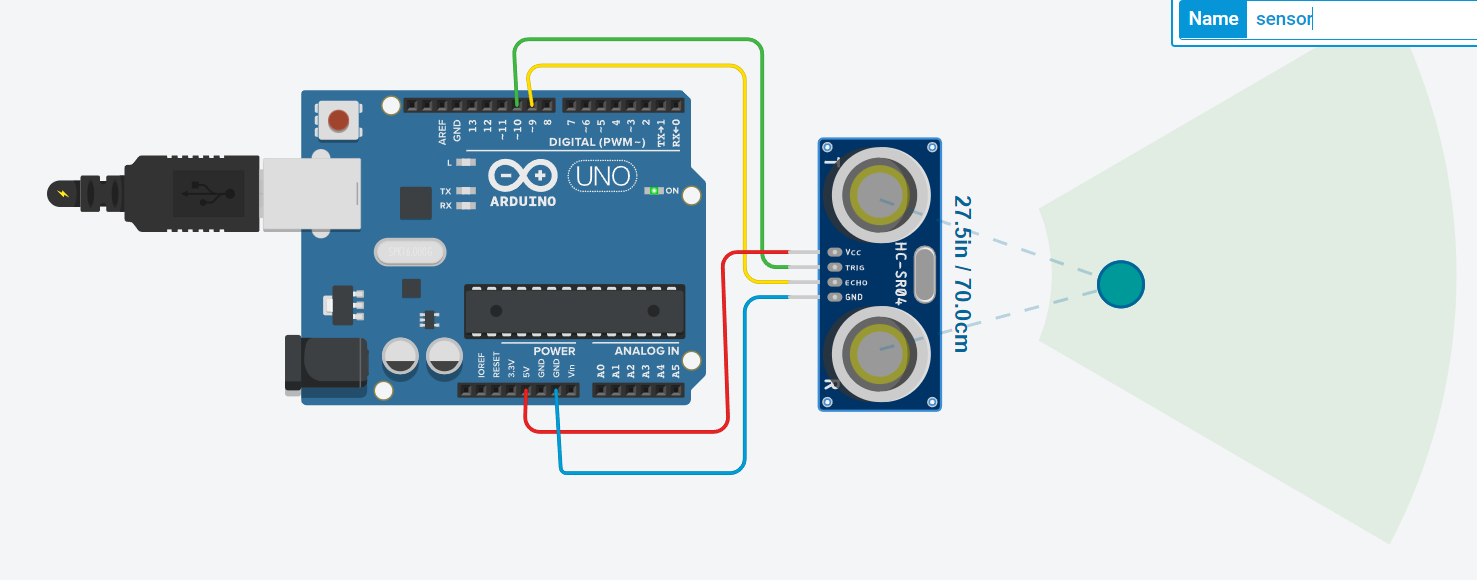 Name sensor
AREF
GND
13
12
~11
~10
~9
8
7
~6
~5
4
~3
2
TX→1
RX←0
DIGITAL (PWM~)
L
TX
RX
ARDUINO
UNO
ON
T
HC-SR04
VCC
TRIG
ECHO
GND
R
27.5in / 70.0cm
POWER
ANALOG IN
IOREF
RESET
3.3V
5V
GND
GND
Vin
A0
A1
A2
A3
A4
A5